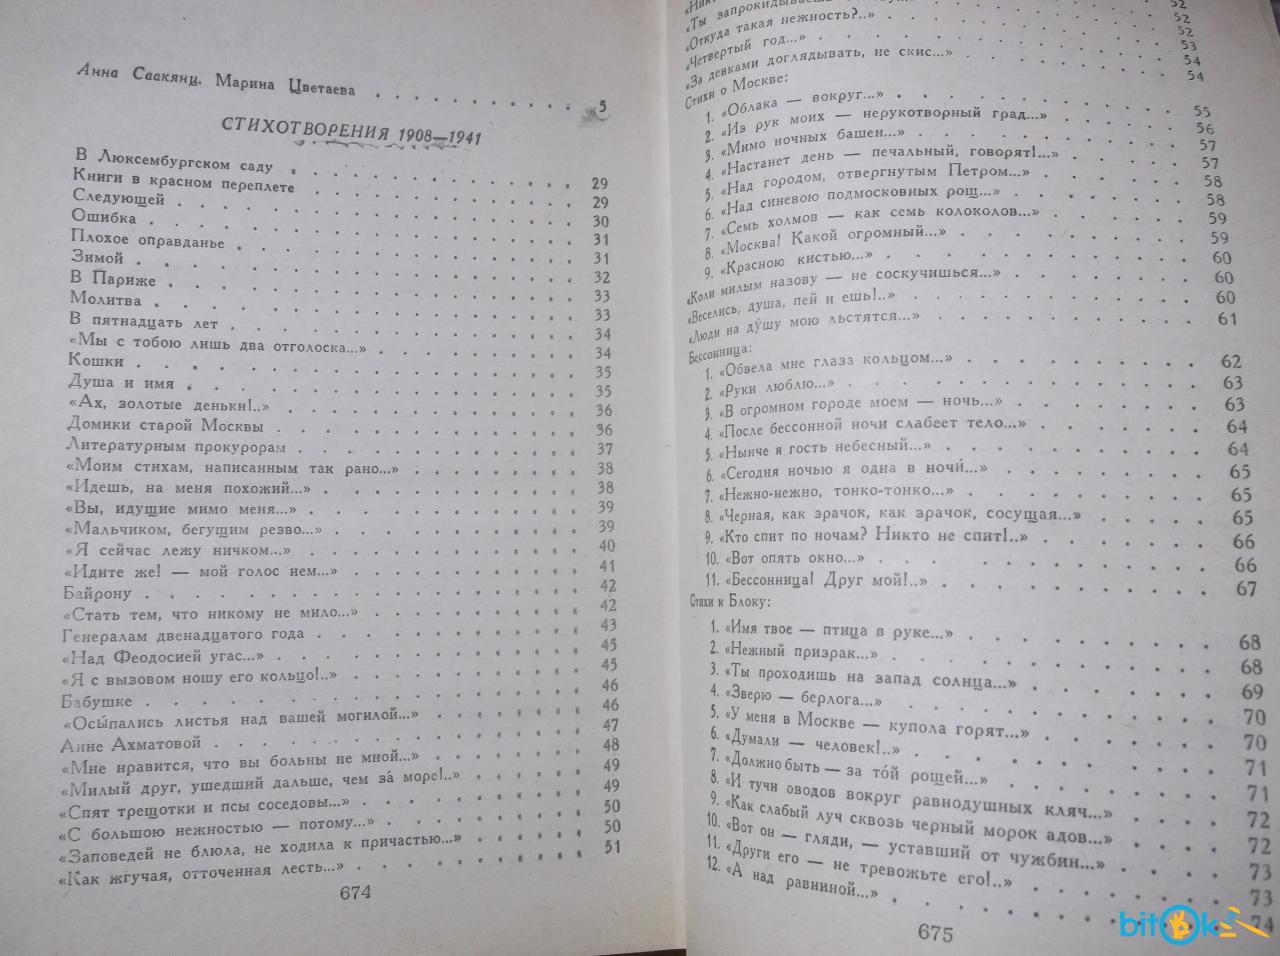 Анна Саакянц. Марина Цветаева . . . . . . . . . . . 5
СТИХОТВОРЕНИЯ 1908—1941
В Люксембургском саду . . . . . . . . . . . 29
Книги в красном переплете . . . . . . . . . . . 29
Следующей . . . . . . . . . . . 30
Ошибка . . . . . . . . . . . 31
Плохое оправданье . . . . . . . . . . . 31
Зимой . . . . . . . . . . . 32
В Париже . . . . . . . . . . . 33
Молитва . . . . . . . . . . . 33
В пятнадцать лет . . . . . . . . . . . 34
«Мы с тобою лишь два отголоска...» . . . . . . . . . . . 34
Кошки . . . . . . . . . . . 35
Душа и имя . . . . . . . . . . . 35
«Ах, золотые деньки!..» . . . . . . . . . . . 36
Домики старой Москвы . . . . . . . . . . . 36
Литературным прокурорам . . . . . . . . . . . 37
«Моим стихам, написанным так рано...» . . . . . . . . . . . 38
«Идешь, на меня похожий...» . . . . . . . . . . . 38
«Вы, идущие мимо меня...» . . . . . . . . . . . 39
«Мальчиком, бегущим резво...» . . . . . . . . . . . 39
«Я сейчас лежу ничком...» . . . . . . . . . . . 40
«Идите же! — мой голос нем...» . . . . . . . . . . . 41
Байрону . . . . . . . . . . . 42
«Стать тем, что никому не мило...» . . . . . . . . . . . 42
Генералам двенадцатого года . . . . . . . . . . . 43
«Над Феодосией угас...» . . . . . . . . . . . 45
«Я с вызовом ношу его кольцо!..» . . . . . . . . . . . 45
Бабушке . . . . . . . . . . . 46
«Осы́пались листья над вашей могилой...» . . . . . . . . . . . 46
Анне Ахматовой . . . . . . . . . . . 47
«Мне нравится, что вы больны не мной...» . . . . . . . . . . . 48
«Милый друг, ушедший дальше, чем за́ море!..» . . . . . . . . . . . 49
«Спят трещотки и псы соседовы...» . . . . . . . . . . . 49
«С большою нежностью — потому...» . . . . . . . . . . . 50
«Заповедей не блюла, не ходила к причастью...» . . . . . . . . . . . 50
«Как жгучая, отточенная лесть...» . . . . . . . . . . . 51
674
«Ты запрокидываешь . . . 52
«Откуда такая нежность?..» . . . . . . . . . . . 52
«Четвертый год...» . . . . . . . . . . . 53
«За девками доглядывать, не скис...» . . . . . . . . . . . 54
Стихи о Москве:
1. «Облака — вокруг...» . . . . . . . . . . . 55
2. «Из рук моих — нерукотворный град...» . . . . . . . . . . . 56
3. «Мимо ночных башен...» . . . . . . . . . . . 57
4. «Настанет день — печальный, говорят!...» . . . . . . . . . . . 57
5. «Над городом, отвергнутым Петром...» . . . . . . . . . . . 58
6. «Над синевою подмосковных рощ...» . . . . . . . . . . . 58
7. «Семь холмов — как семь колоколов...» . . . . . . . . . . . 59
8. «Москва! Какой огромный...» . . . . . . . . . . . 59
9. «Красною кистью...» . . . . . . . . . . . 60
«Коли милым назову — не соскучишься...» . . . . . . . . . . . 60
«Веселись, душа, пей и ешь!..» . . . . . . . . . . . 60
«Люди на ду́шу мою льстятся...» . . . . . . . . . . . 61
Бессонница:
1. «Обвела мне глаза кольцом...» . . . . . . . . . . . 62
2. «Руки люблю...» . . . . . . . . . . . 63
3. «В огромном городе моем — ночь...» . . . . . . . . . . . 63
4. «После бессонной ночи слабеет тело...» . . . . . . . . . . . 64
5. «Нынче я гость небесный...» . . . . . . . . . . . 64
6. «Сегодня ночью я одна в ночи́...» . . . . . . . . . . . 65
7. «Нежно-нежно, тонко-тонко...» . . . . . . . . . . . 65
8. «Черная, как зрачок, как зрачок, сосущая...» . . . . . 65
9. «Кто спит по ночам? Никто не спит!..» . . . . . . . . . . . 66
10. «Вот опять окно...» . . . . . . . . . . . 66
11. «Бессонница! Друг мой!..» . . . . . . . . . . . 67
Стихи к Блоку:
1. «Имя твое — птица в руке...» . . . . . . . . . . . 68
2. «Нежный призрак...» . . . . . . . . . . . 68
3. «Ты проходишь на запад солнца...» . . . . . . . . . . . 69
4. «Зверю — берлога...» . . . . . . . . . . . 70
5. «У меня в Москве — купола горят...» . . . . . . . . . . . 70
6. «Думали — человек!..» . . . . . . . . . . . 71
7. «Должно быть — за то́й рощей...» . . . . . . . . . . . 71
8. «И тучи оводов вокруг равнодушных кляч...» . . . . . 72
9. «Как слабый луч сквозь черный морок адов...» . . . . . 72
10. «Вот он — гляди, — уставший от чужбин...» . . . . . 73
11. «Други его — не тревожьте его!..» . . . . . . . . . . . 73
12. «А над равниной...» . . . . . . . . . . . 74
675
bitok